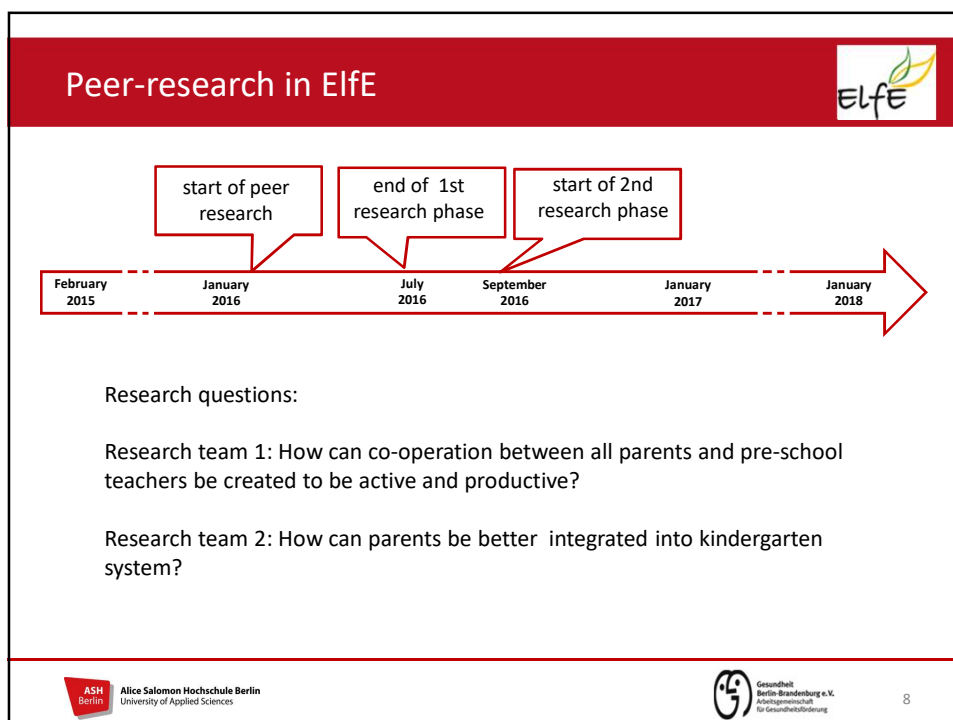 Peer-research in ElfE
ELfE
start of peer
research
end of 1st
research phase
start of 2nd
research phase
February
2015
January
2016
July
2016
September
2016
January
2017
January
2018
Research questions:
Research team 1: How can co-operation between all parents and pre-school
teachers be created to be active and productive?
Research team 2: How can parents be better integrated into kindergarten
system?
ASH
Berlin
Alice Salomon Hochschule Berlin
University of Applied Sciences
Gesundheit
Berlin-Brandenburg e.V.
Arbeitsgemeinschaft
für Gesundheitsförderung
8